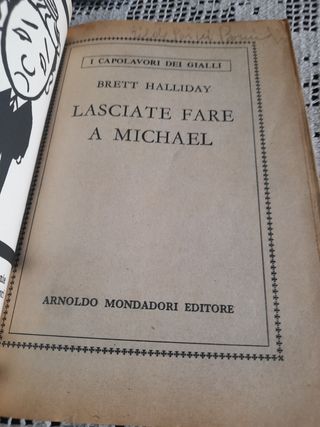 I CAPOLAVORI DEI GIALLI
BRETT HALLIDAY
LASCIATE FARE
A MICHAEL
ARNOLDO MONDADORI EDITORE